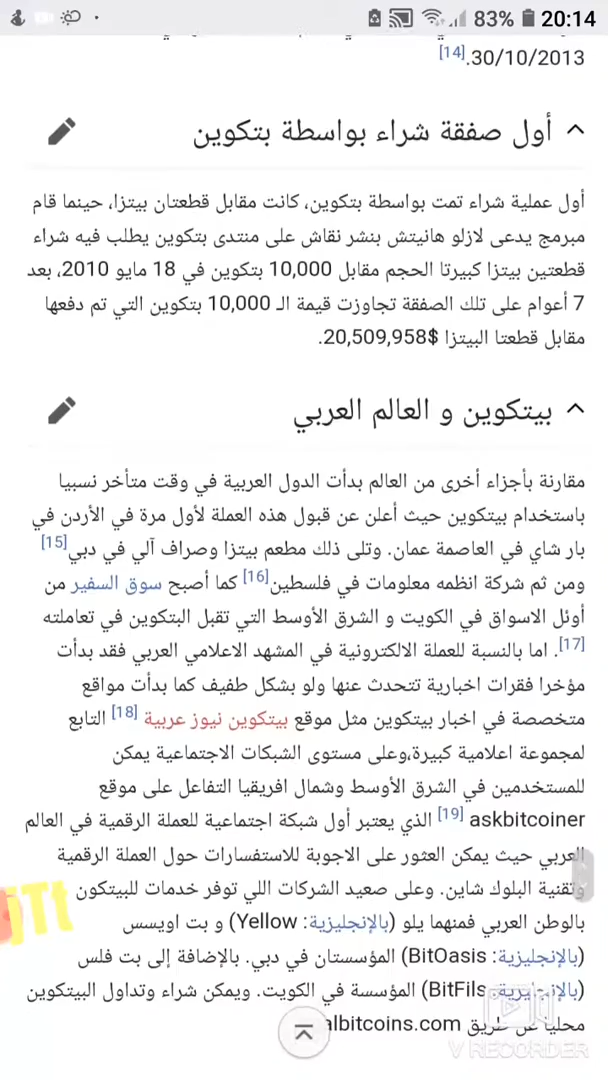 83% 20:14
30/10/2013.[14]
أول صفقة شراء بواسطة بتكوين
أول عملية شراء تمت بواسطة بتكوين، كانت مقابل قطعتان بيتزا، حينما قام
مبرمج يدعى لازلو هانيتش بنشر نقاش على منتدى بتكوين يطلب فيه شراء
قطعتين بيتزا كبيرتا الحجم مقابل 10,000 بتكوين في 18 مايو 2010، بعد
7 أعوام على تلك الصفقة تجاوزت قيمة الـ 10,000 بتكوين التي تم دفعها
مقابل قطعتا البيتزا $20,509,958.
بيتكوين و العالم العربي
مقارنة بأجزاء أخرى من العالم بدأت الدول العربية في وقت متأخر نسبيا
باستخدام بيتكوين حيث أعلن عن قبول هذه العملة لأول مرة في الأردن في
بار شاي في العاصمة عمان. وتلى ذلك مطعم بيتزا وصراف آلي في دبي[15]
ومن ثم شركة انظمه معلومات في فلسطين[16] كما أصبح سوق السفير من
أوئل الاسواق في الكويت و الشرق الأوسط التي تقبل البتكوين في تعاملته
[17]. اما بالنسبة للعملة الالكترونية في المشهد الاعلامي العربي فقد بدأت
مؤخرا فقرات اخبارية تتحدث عنها ولو بشكل طفيف كما بدأت مواقع
متخصصة في اخبار بيتكوين مثل موقع بيتكوين نيوز عربية [18] التابع
لمجموعة اعلامية كبيرة،وعلى مستوى الشبكات الاجتماعية يمكن
للمستخدمين في الشرق الأوسط وشمال افريقيا التفاعل على موقع
askbitcoiner [19] الذي يعتبر أول شبكة اجتماعية للعملة الرقمية في العالم
العربي حيث يمكن العثور على الاجوبة للاستفسارات حول العملة الرقمية
وتقنية البلوك شاين. وعلى صعيد الشركات اللي توفر خدمات للبيتكون
بالوطن العربي فمنهما يلو (بالإنجليزية: Yellow) و بت اويسس
(بالإنجليزية: BitOasis) المؤسستان في دبي. بالإضافة إلى بت فلس
(بالإنجليزية: BitFils) المؤسسة في الكويت. ويمكن شراء وتداول البيتكوين
محليا عن طريق albitcoins.com
V RECORDER